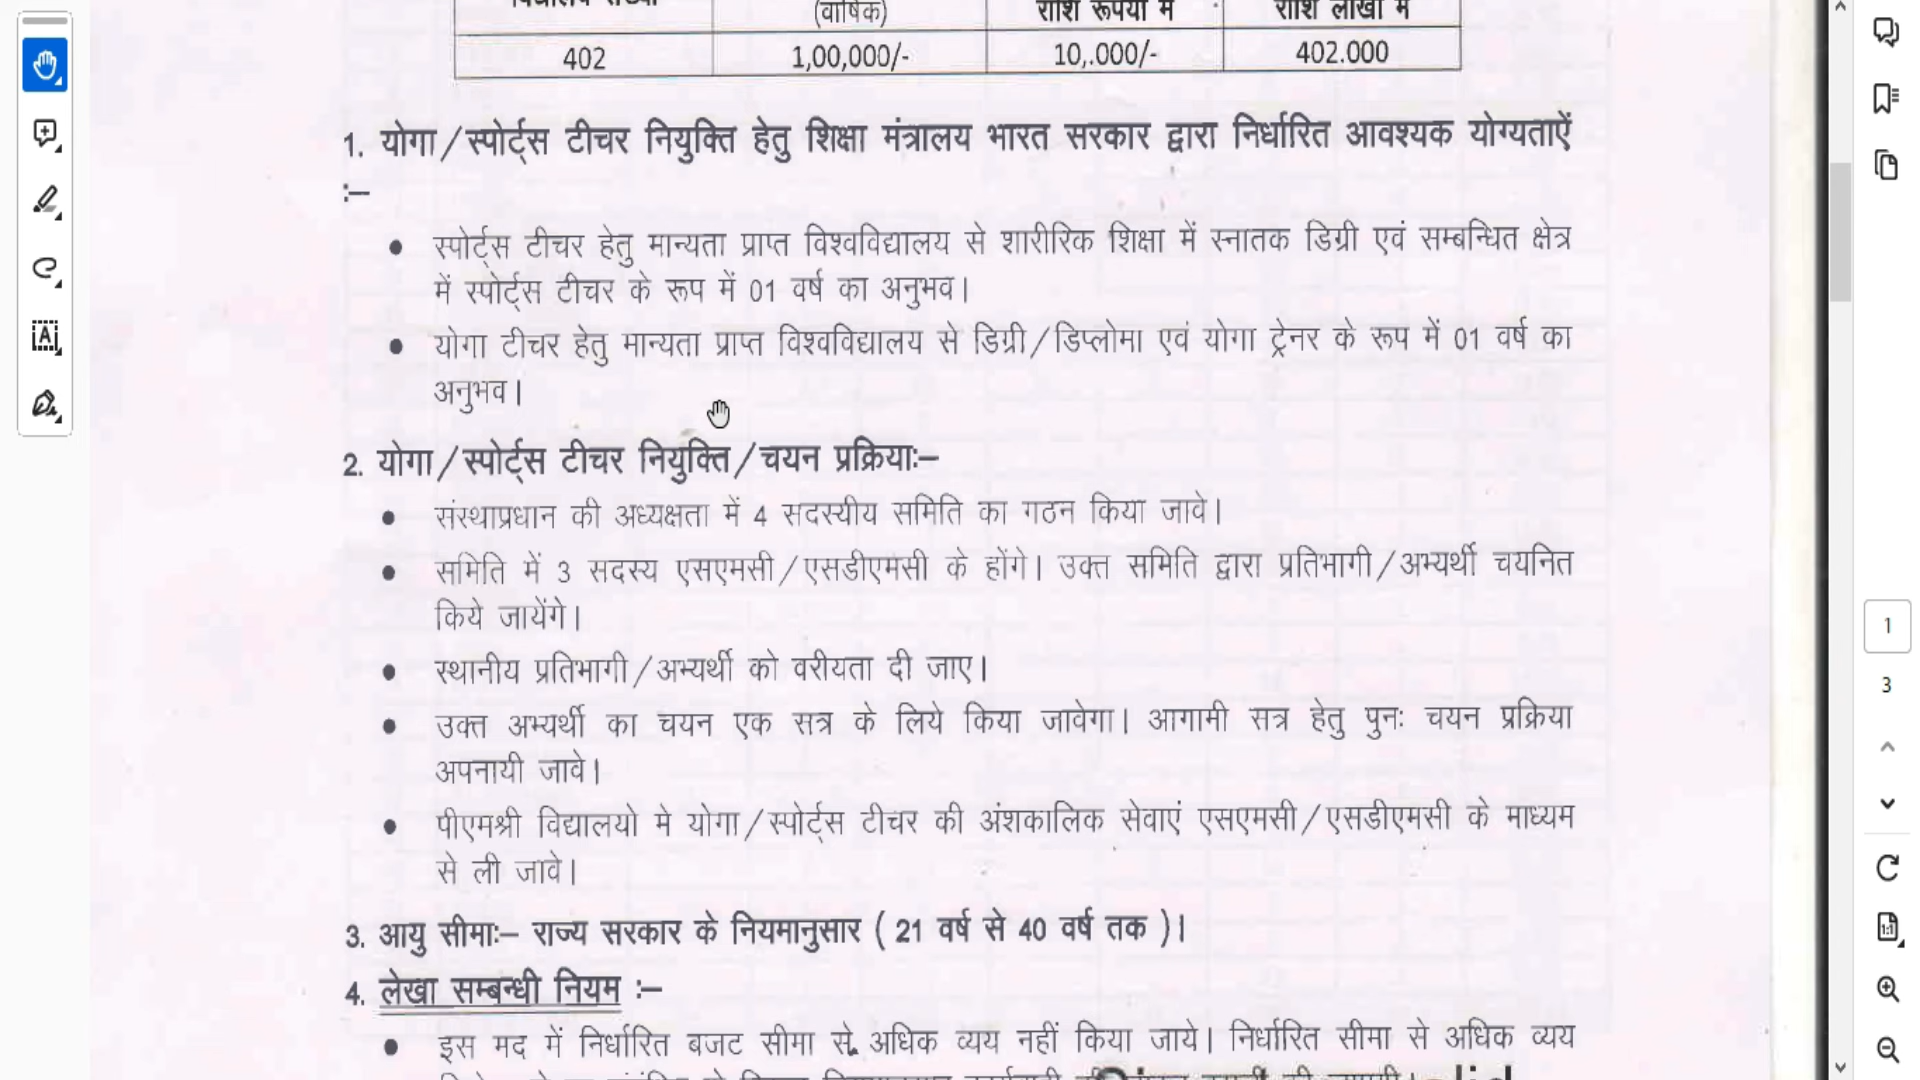 विद्यालय संख्या (वार्षिक) राशि रूपयो में राशि लाखों में
402 1,00,000/- 10,.000/- 402.000
1. योगा/स्पोर्ट्स टीचर नियुक्ति हेतु शिक्षा मंत्रालय भारत सरकार द्वारा निर्धारित आवश्यक योग्यताऐं
:–
• स्पोर्ट्स टीचर हेतु मान्यता प्राप्त विश्वविद्यालय से शारीरिक शिक्षा में स्नातक डिग्री एवं सम्बन्धित क्षेत्र
में स्पोर्ट्स टीचर के रूप में 01 वर्ष का अनुभव।
• योगा टीचर हेतु मान्यता प्राप्त विश्वविद्यालय से डिग्री/डिप्लोमा एवं योगा ट्रेनर के रूप में 01 वर्ष का
अनुभव।
2. योगा/स्पोर्ट्स टीचर नियुक्ति/चयन प्रक्रियाः–
• संस्थाप्रधान की अध्यक्षता में 4 सदस्यीय समिति का गठन किया जावे।
• समिति में 3 सदस्य एसएमसी/एसडीएमसी के होंगे। उक्त समिति द्वारा प्रतिभागी/अभ्यर्थी चयनित
किये जायेंगे।
• स्थानीय प्रतिभागी/अभ्यर्थी को वरीयता दी जाए।
• उक्त अभ्यर्थी का चयन एक सत्र के लिये किया जावेगा। आगामी सत्र हेतु पुनः चयन प्रक्रिया
अपनायी जावे।
• पीएमश्री विद्यालयो मे योगा/स्पोर्ट्स टीचर की अंशकालिक सेवाएं एसएमसी/एसडीएमसी के माध्यम
से ली जावे।
3. आयु सीमाः– राज्य सरकार के नियमानुसार ( 21 वर्ष से 40 वर्ष तक )।
4. लेखा सम्बन्धी नियम :–
• इस मद में निर्धारित बजट सीमा से अधिक व्यय नहीं किया जाये। निर्धारित सीमा से अधिक व्यय
1
3